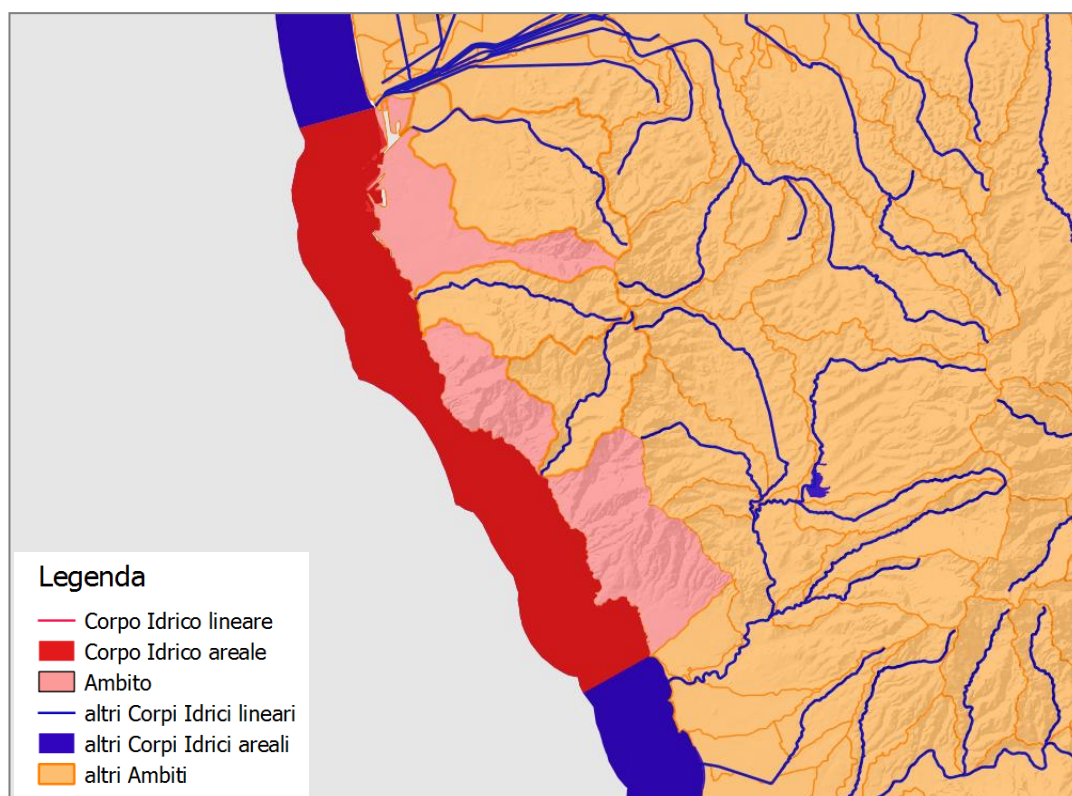 Legenda
Corpo Idrico lineare
Corpo Idrico areale
Ambito
altri Corpi Idrici lineari
altri Corpi Idrici areali
altri Ambiti